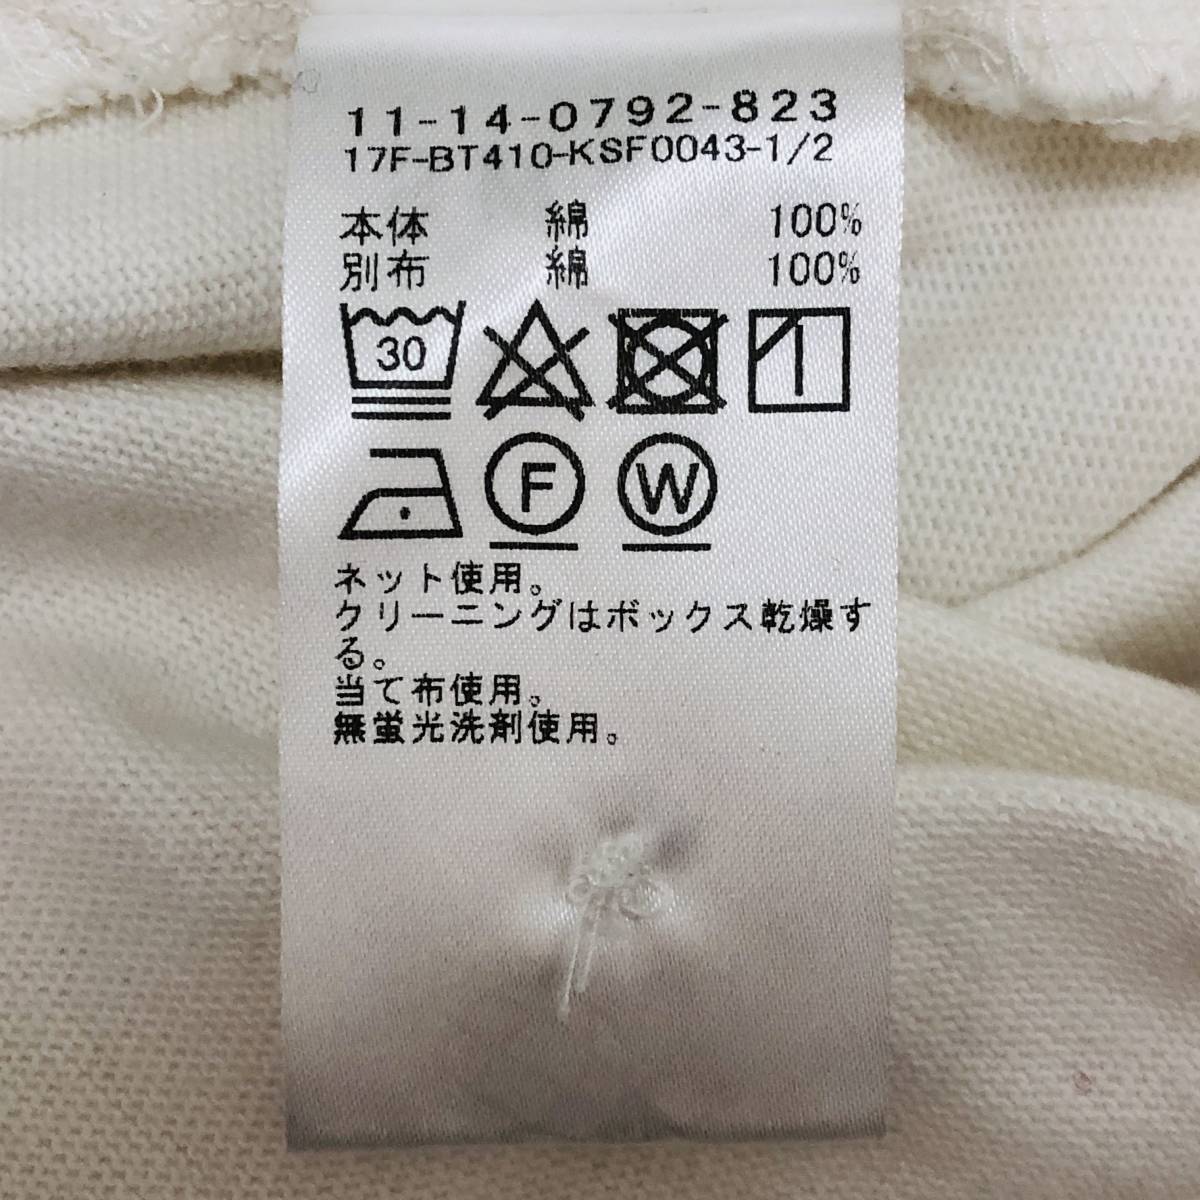 11-14-0792-823
17F-BT410-KSF0043-1/2
本体 綿 100%
別布 綿 100%
30
F W
ネット使用。
クリーニングはボックス乾燥す
る。
当て布使用。
無蛍光洗剤使用。